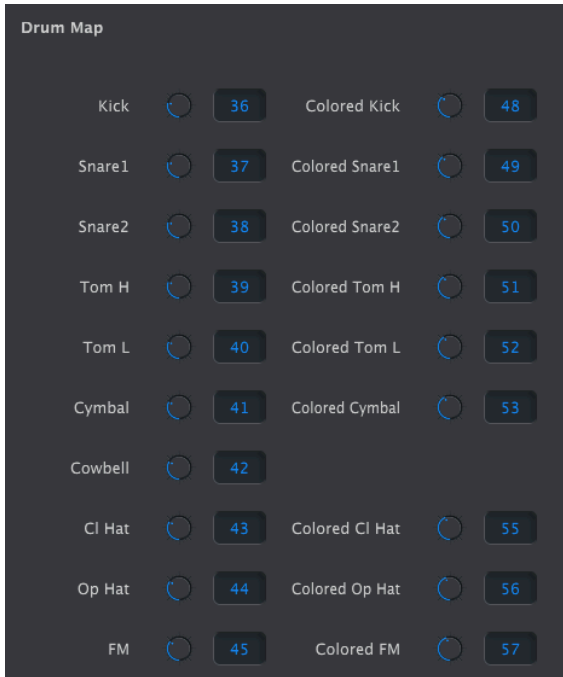 Drum Map
Kick 36 Colored Kick 48
Snare1 37 Colored Snare1 49
Snare2 38 Colored Snare2 50
Tom H 39 Colored Tom H 51
Tom L 40 Colored Tom L 52
Cymbal 41 Colored Cymbal 53
Cowbell 42
Cl Hat 43 Colored Cl Hat 55
Op Hat 44 Colored Op Hat 56
FM 45 Colored FM 57